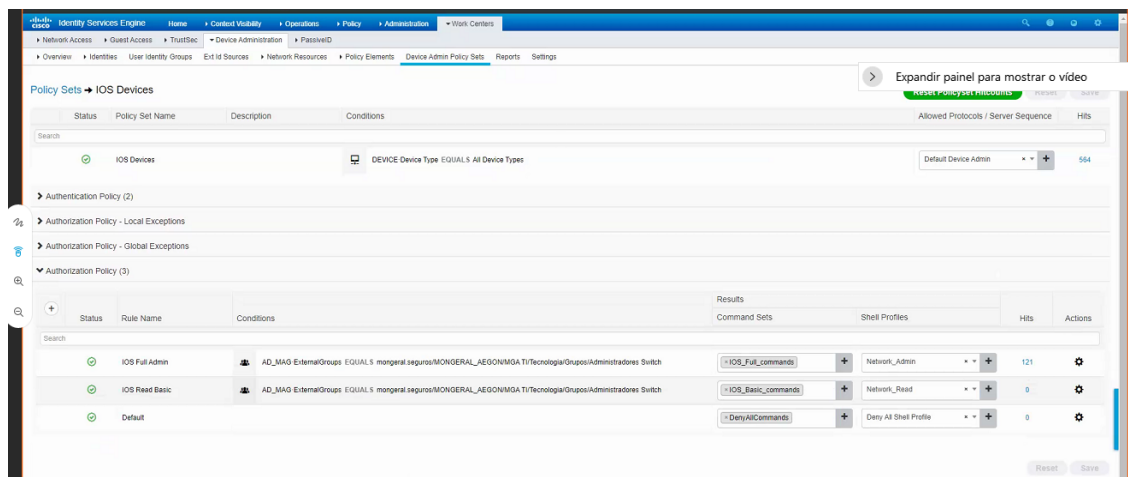 cisco Identity Services Engine Home Context Visibility Operations Policy Administration Work Centers
Network Access Guest Access TrustSec Device Administration PassiveID
Overview Identities User Identity Groups Ext Id Sources Network Resources Policy Elements Device Admin Policy Sets Reports Settings
Expandir painel para mostrar o vídeo
Policy Sets → IOS Devices Reset Policyset Hitcounts Reset Save
Status Policy Set Name Description Conditions Allowed Protocols / Server Sequence Hits
Search
IOS Devices DEVICE·Device Type EQUALS All Device Types Default Device Admin × + 564
Authentication Policy (2)
Authorization Policy - Local Exceptions
Authorization Policy - Global Exceptions
Authorization Policy (3)
Results
+ Status Rule Name Conditions Command Sets Shell Profiles Hits Actions
Search
IOS Full Admin AD_MAG·ExternalGroups EQUALS mongeral.seguros/MONGERAL_AEGON/MGA TI/Tecnologia/Grupos/Administradores Switch ×IOS_Full_commands + Network_Admin × + 121
IOS Read Basic AD_MAG·ExternalGroups EQUALS mongeral.seguros/MONGERAL_AEGON/MGA TI/Tecnologia/Grupos/Administradores Switch ×IOS_Basic_commands + Network_Read × + 0
Default ×DenyAllCommands + Deny All Shell Profile × + 0
Reset Save